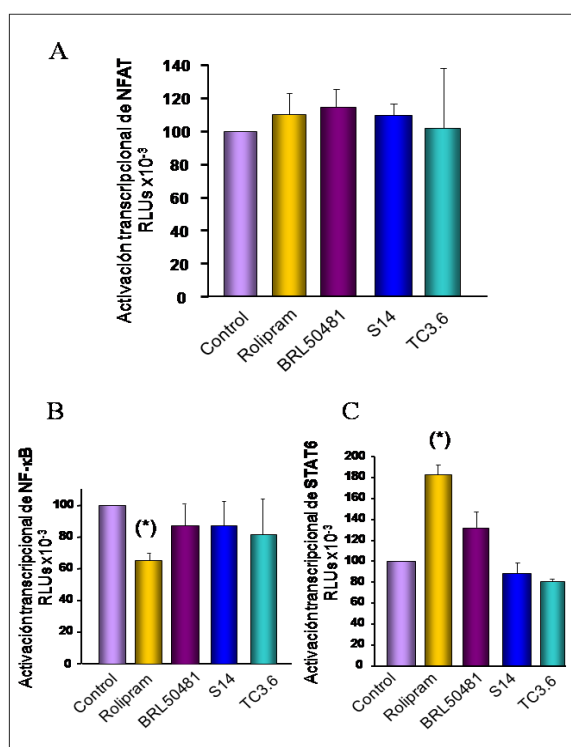 A
Activación transcripcional de NFAT
RLUs x10-3
140
120
100
80
60
40
20
0
Control
Rolipram
BRL50481
S14
TC3.6
B
Activación transcripcional de NF-κB
RLUs x10-3
100
80
60
40
20
0
(*)
Control
Rolipram
BRL50481
S14
TC3.6
C
Activación transcripcional de STAT6
RLUs x10-3
200
180
160
140
120
100
80
60
40
20
0
(*)
Control
Rolipram
BRL50481
S14
TC3.6